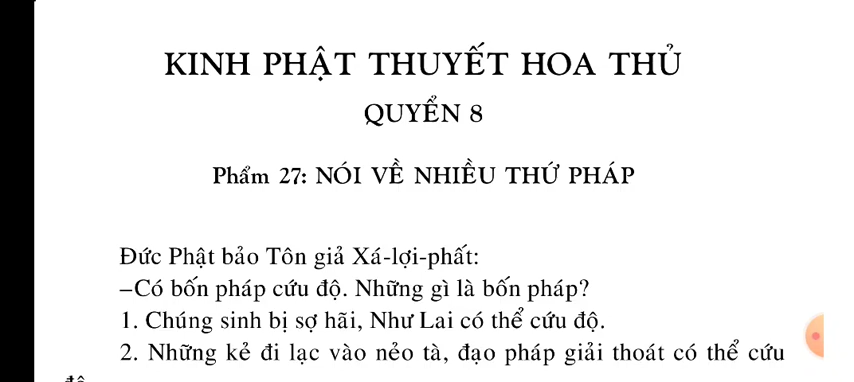 KINH PHẬT THUYẾT HOA THỦ
QUYỂN 8
Phẩm 27: NÓI VỀ NHIỀU THỨ PHÁP
Đức Phật bảo Tôn giả Xá-lợi-phất:
–Có bốn pháp cứu độ. Những gì là bốn pháp?
1. Chúng sinh bị sợ hãi, Như Lai có thể cứu độ.
2. Những kẻ đi lạc vào nẻo tà, đạo pháp giải thoát có thể cứu